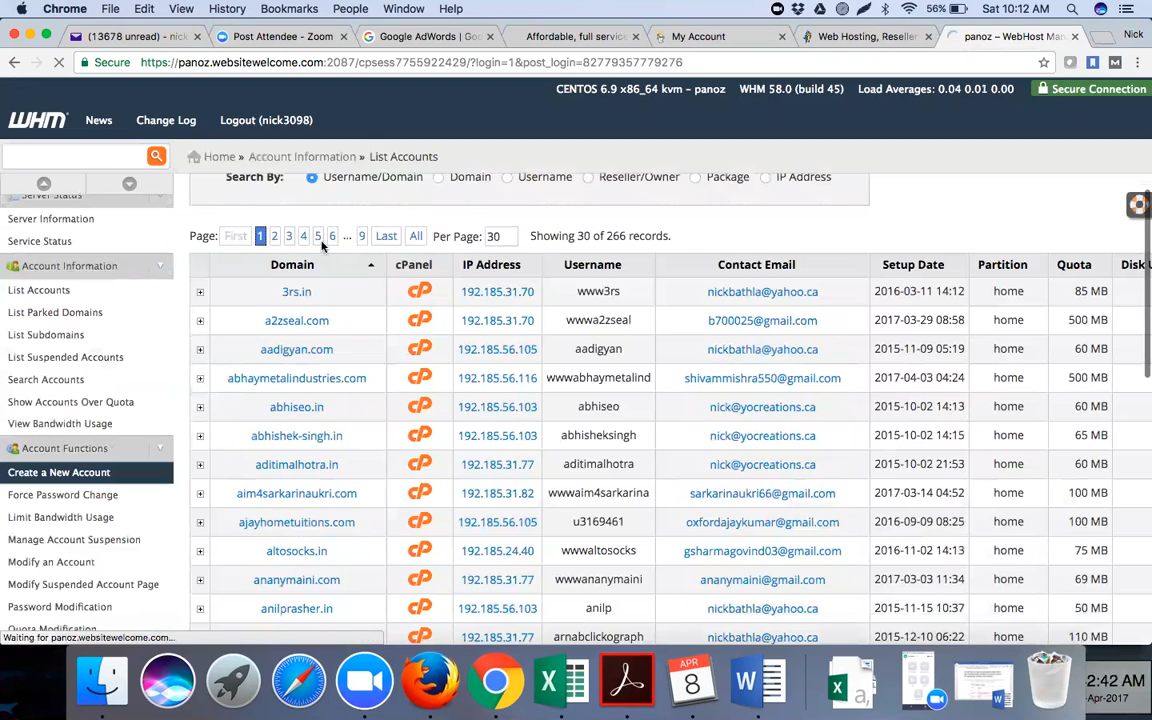 Chrome File Edit View History Bookmarks People Window Help 56% Sat 10:12 AM
(13678 unread) - nick Post Attendee - Zoom Google AdWords | Go Affordable, full servic My Account Web Hosting, Reseller panoz – WebHost Man Nick
Secure https://panoz.websitewelcome.com:2087/cpsess7755922429/?login=1&post_login=82779357779276
CENTOS 6.9 x86_64 kvm - panoz WHM 58.0 (build 45) Load Averages: 0.04 0.01 0.00 Secure Connection
WHM News Change Log Logout (nick3098)
Home » Account Information » List Accounts
Search By: Username/Domain Domain Username Reseller/Owner Package IP Address
Server Status
Server Information
Service Status
Account Information
List Accounts
List Parked Domains
List Subdomains
List Suspended Accounts
Search Accounts
Show Accounts Over Quota
View Bandwidth Usage
Account Functions
Create a New Account
Force Password Change
Limit Bandwidth Usage
Manage Account Suspension
Modify an Account
Modify Suspended Account Page
Password Modification
Quota Modification
Page: First 1 2 3 4 5 6 ... 9 Last All Per Page: 30 Showing 30 of 266 records.
Domain cPanel IP Address Username Contact Email Setup Date Partition Quota Disk
3rs.in cP 192.185.31.70 www3rs nickbathla@yahoo.ca 2016-03-11 14:12 home 85 MB
a2zseal.com cP 192.185.31.70 wwwa2zseal b700025@gmail.com 2017-03-29 08:58 home 500 MB
aadigyan.com cP 192.185.56.105 aadigyan nickbathla@yahoo.ca 2015-11-09 05:19 home 60 MB
abhaymetalindustries.com cP 192.185.56.116 wwwabhaymetalind shivammishra550@gmail.com 2017-04-03 04:24 home 500 MB
abhiseo.in cP 192.185.56.103 abhiseo nick@yocreations.ca 2015-10-02 14:13 home 60 MB
abhishek-singh.in cP 192.185.56.103 abhisheksingh nick@yocreations.ca 2015-10-02 14:15 home 65 MB
aditimalhotra.in cP 192.185.31.77 aditimalhotra nick@yocreations.ca 2015-10-02 21:53 home 60 MB
aim4sarkarinaukri.com cP 192.185.31.82 wwwaim4sarkarina sarkarinaukri66@gmail.com 2017-03-14 04:52 home 100 MB
ajayhometuitions.com cP 192.185.56.105 u3169461 oxfordajaykumar@gmail.com 2016-09-09 08:25 home 100 MB
altosocks.in cP 192.185.24.40 wwwaltosocks gsharmagovind03@gmail.com 2016-11-02 14:13 home 75 MB
ananymaini.com cP 192.185.31.77 wwwananymaini ananymaini@gmail.com 2017-03-03 11:34 home 69 MB
anilprasher.in cP 192.185.56.103 anilp nickbathla@yahoo.ca 2015-11-15 10:37 home 50 MB
192.185.31.77 arnabclickograph nickbathla@yahoo.ca 2015-12-10 06:22 home 110 MB
Waiting for panoz.websitewelcome.com...
APR
8
2:42 AM
-Apr-2017